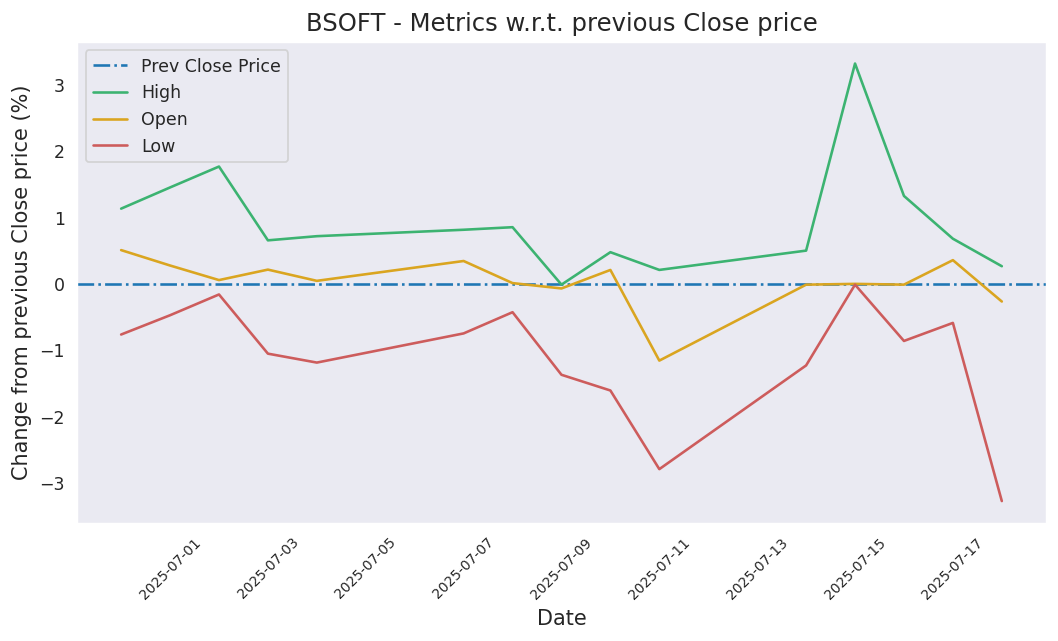 BSOFT - Metrics w.r.t. previous Close price
Prev Close Price
High
Open
Low
Change from previous Close price (%)
3
2
1
0
−1
−2
−3
2025-07-01
2025-07-03
2025-07-05
2025-07-07
2025-07-09
2025-07-11
2025-07-13
2025-07-15
2025-07-17
Date